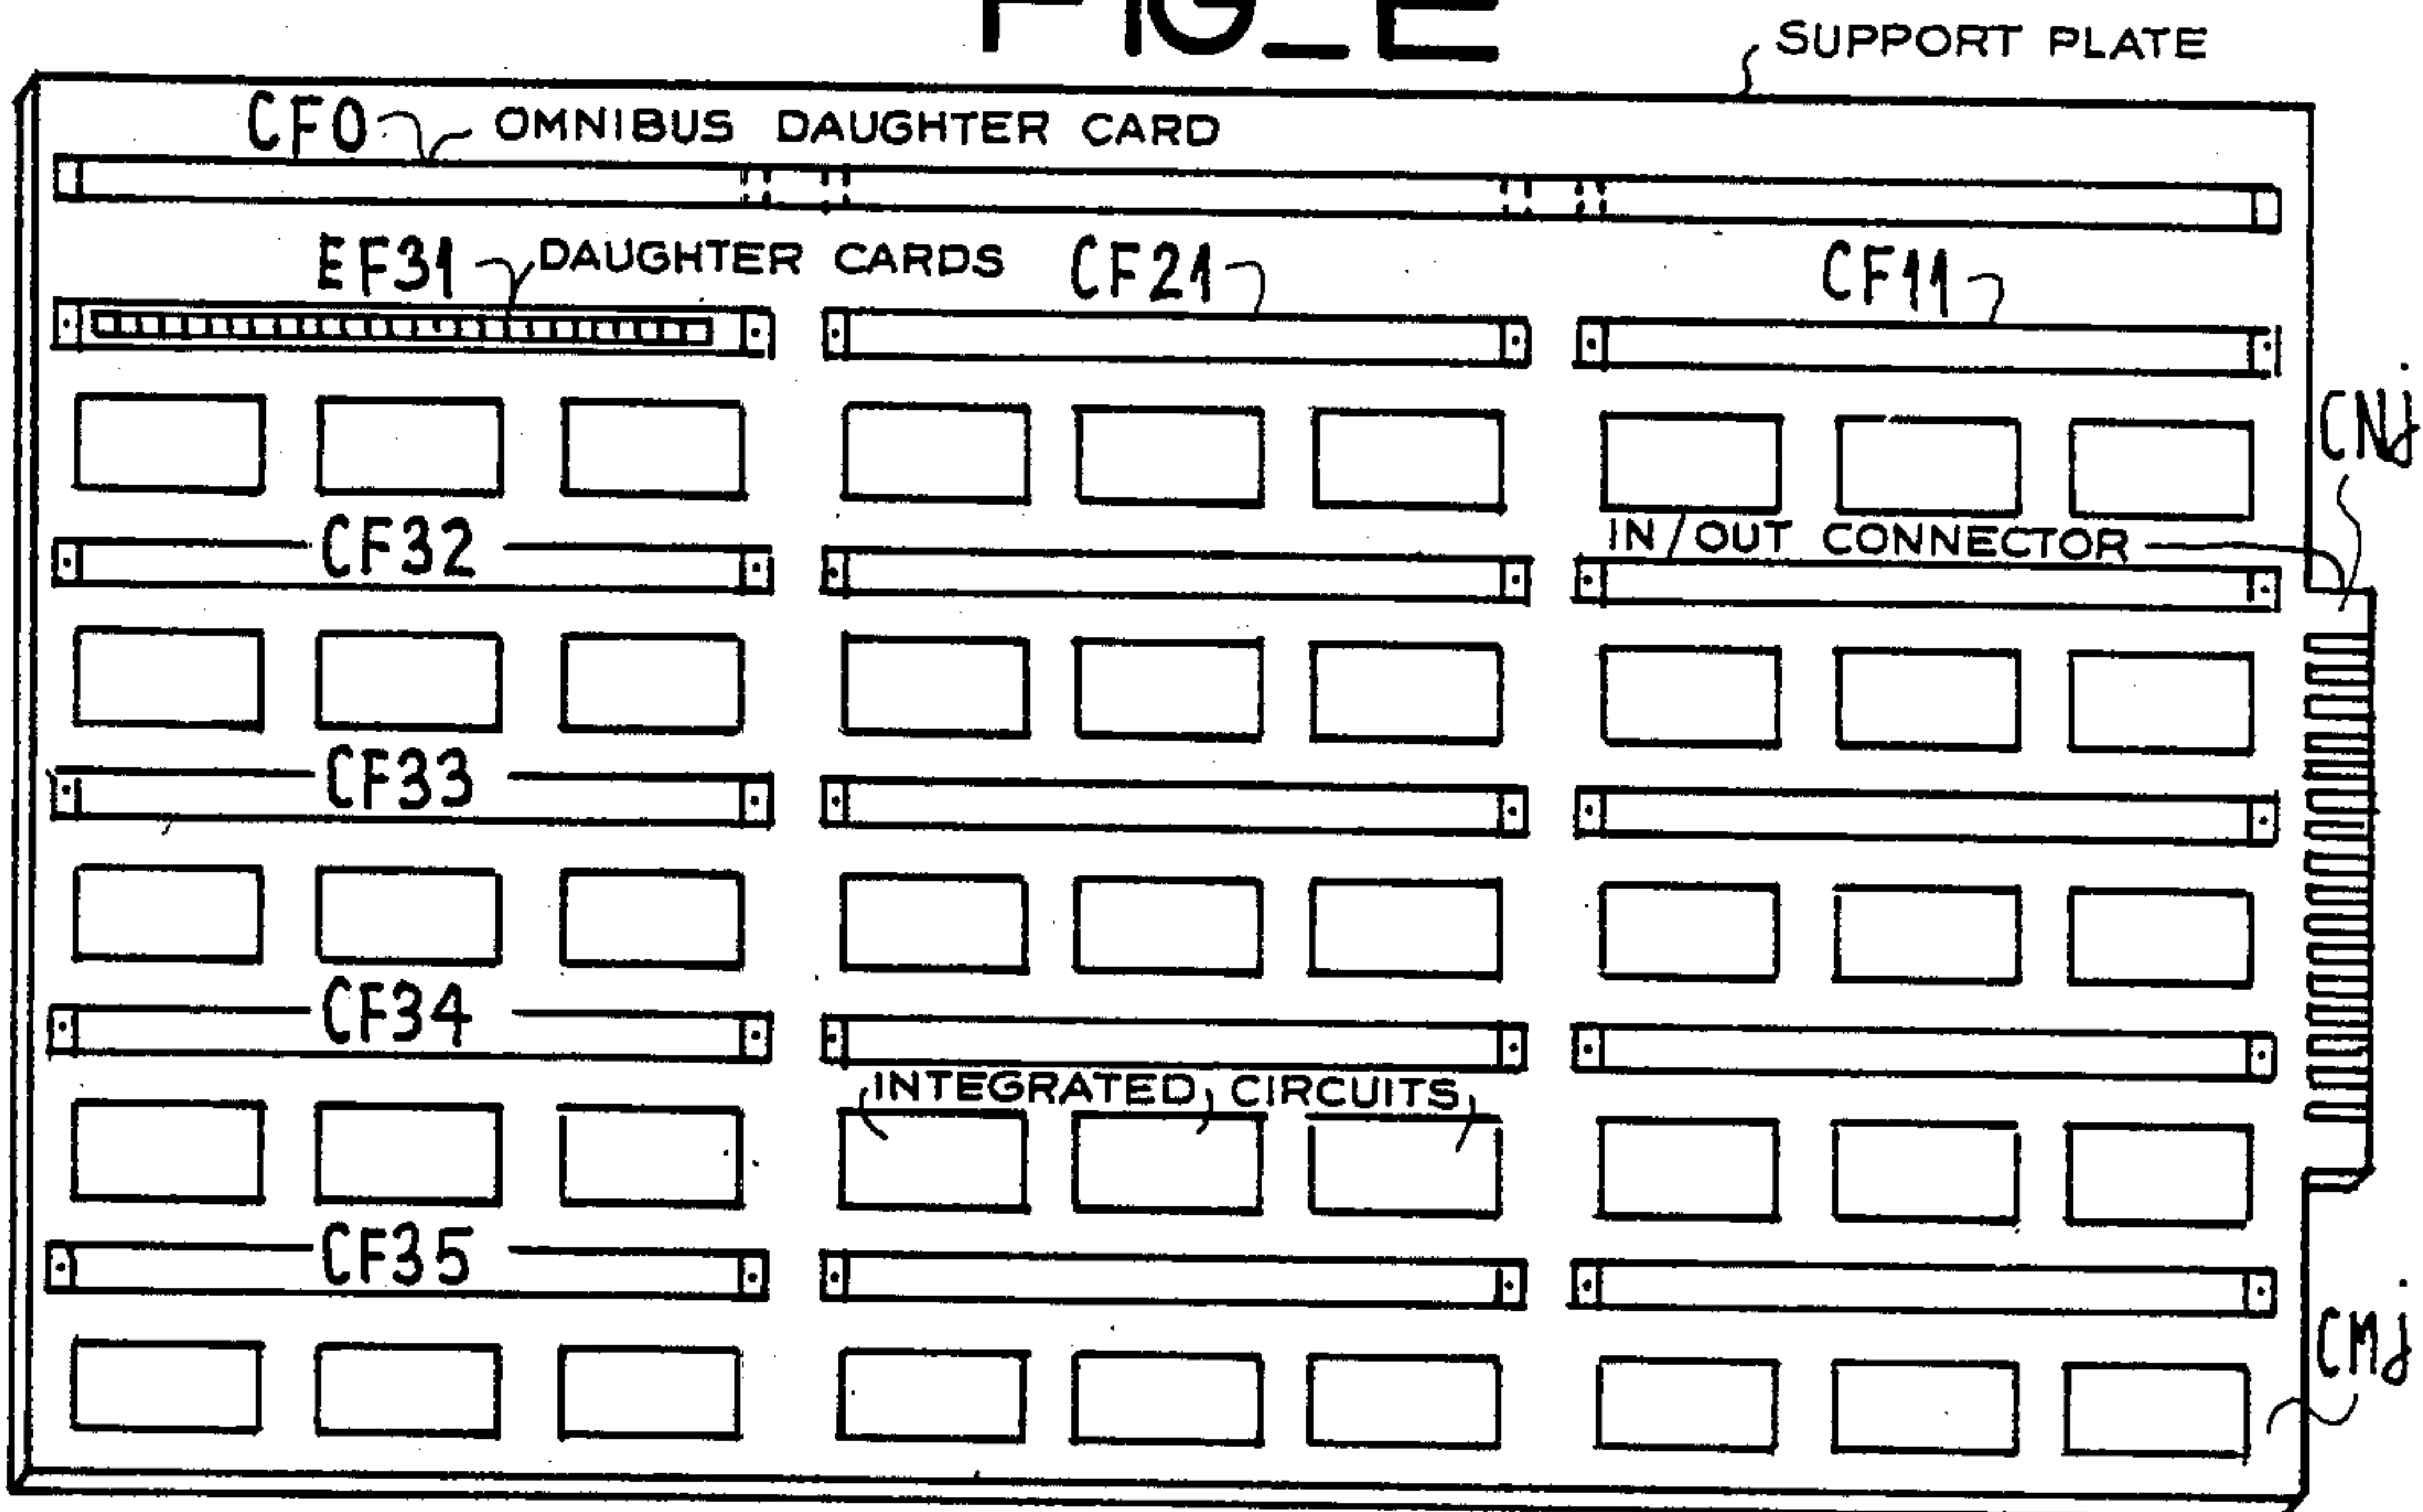 FIG_E
SUPPORT PLATE
CF0 OMNIBUS DAUGHTER CARD
EF31 DAUGHTER CARDS CF21 CF11
CNj
CF32
IN/OUT CONNECTOR
CF33
CF34
INTEGRATED CIRCUITS
CF35
CMj